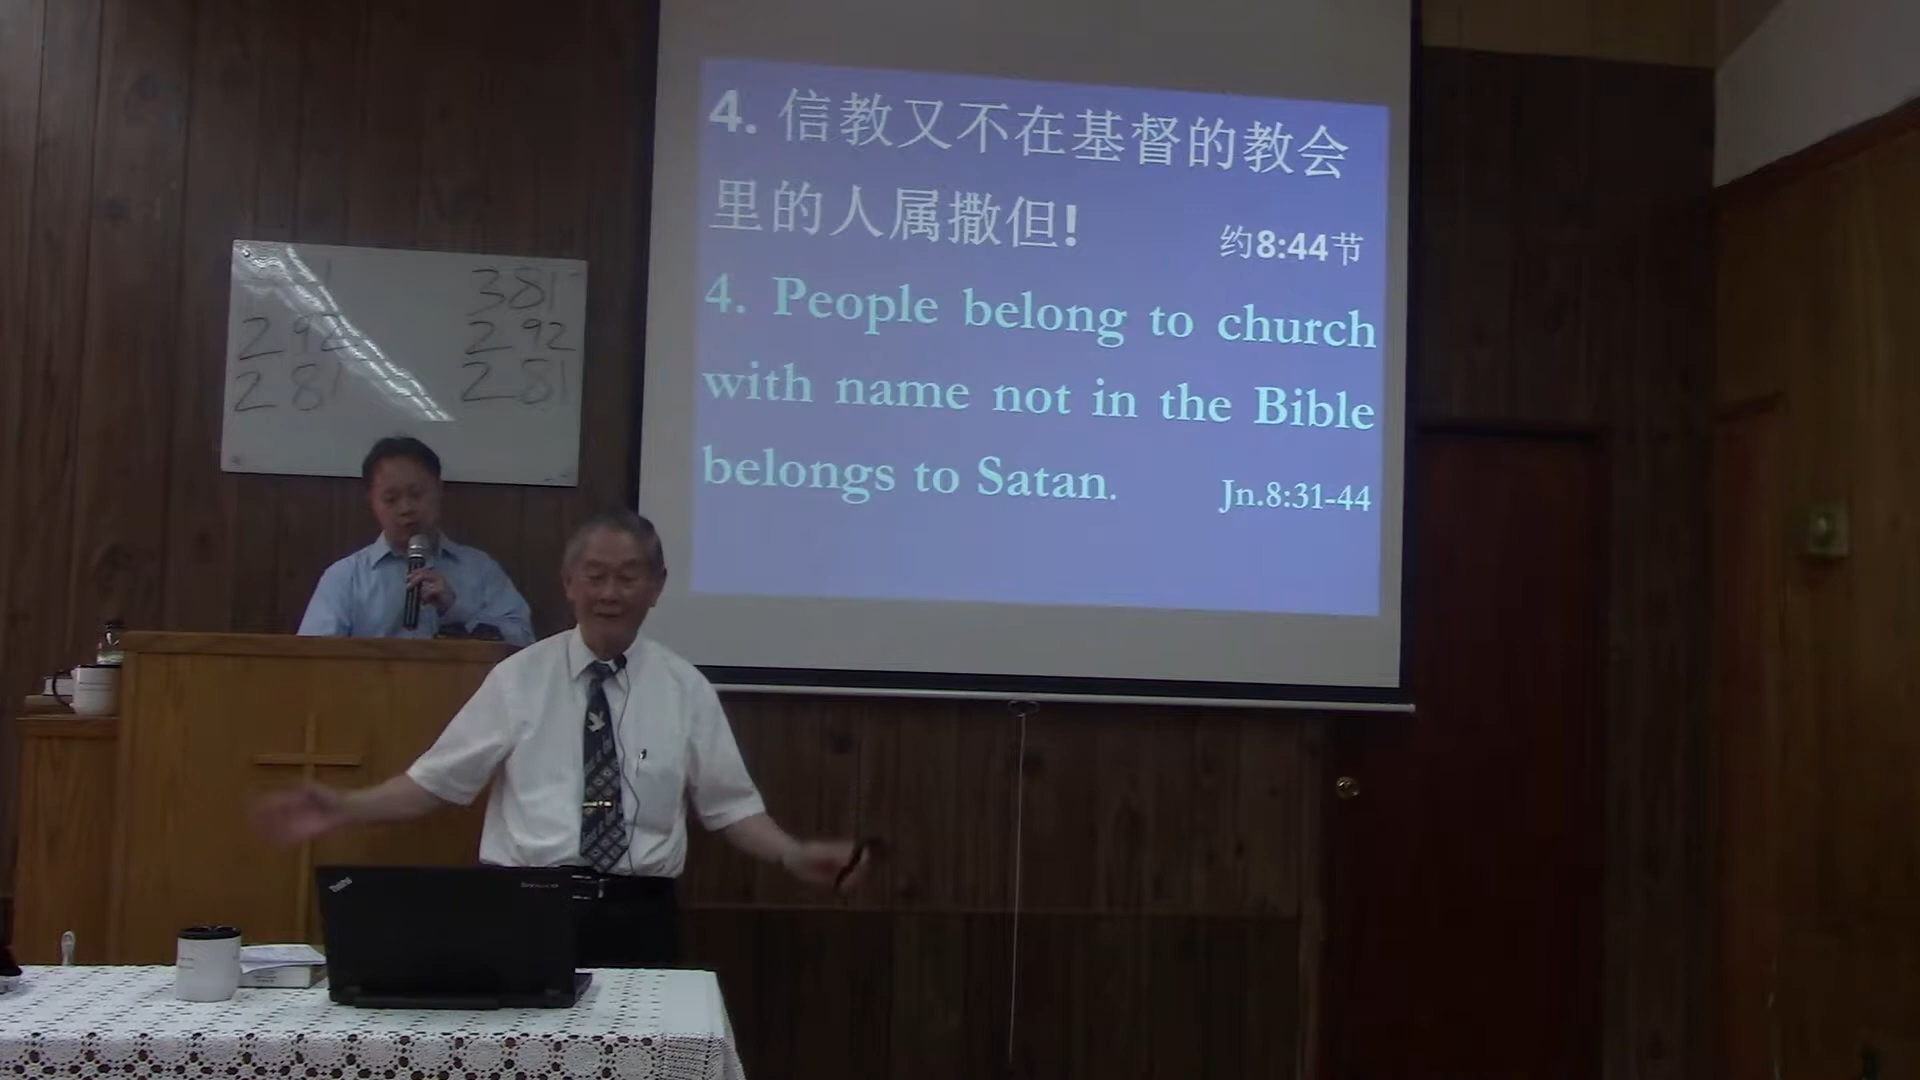 4. 信教又不在基督的教会
里的人属撒但!
约8:44节
4. People belong to church
with name not in the Bible
belongs to Satan.
Jn.8:31-44
292
281
381
292
281